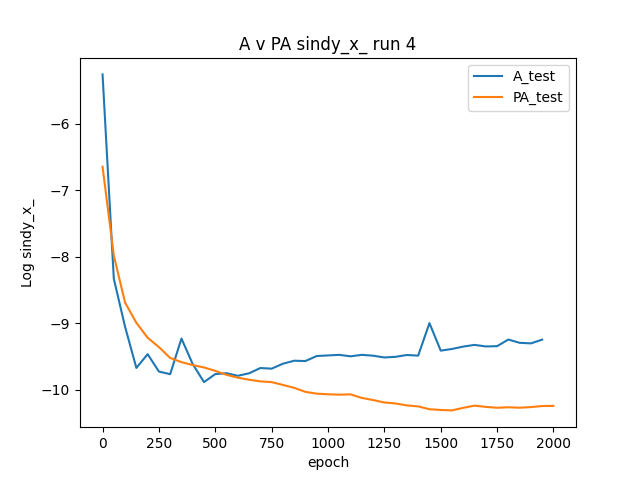 A v PA sindy_x_ run 4
A_test
PA_test
Log sindy_x_
−6
−7
−8
−9
−10
0 250 500 750 1000 1250 1500 1750 2000
epoch